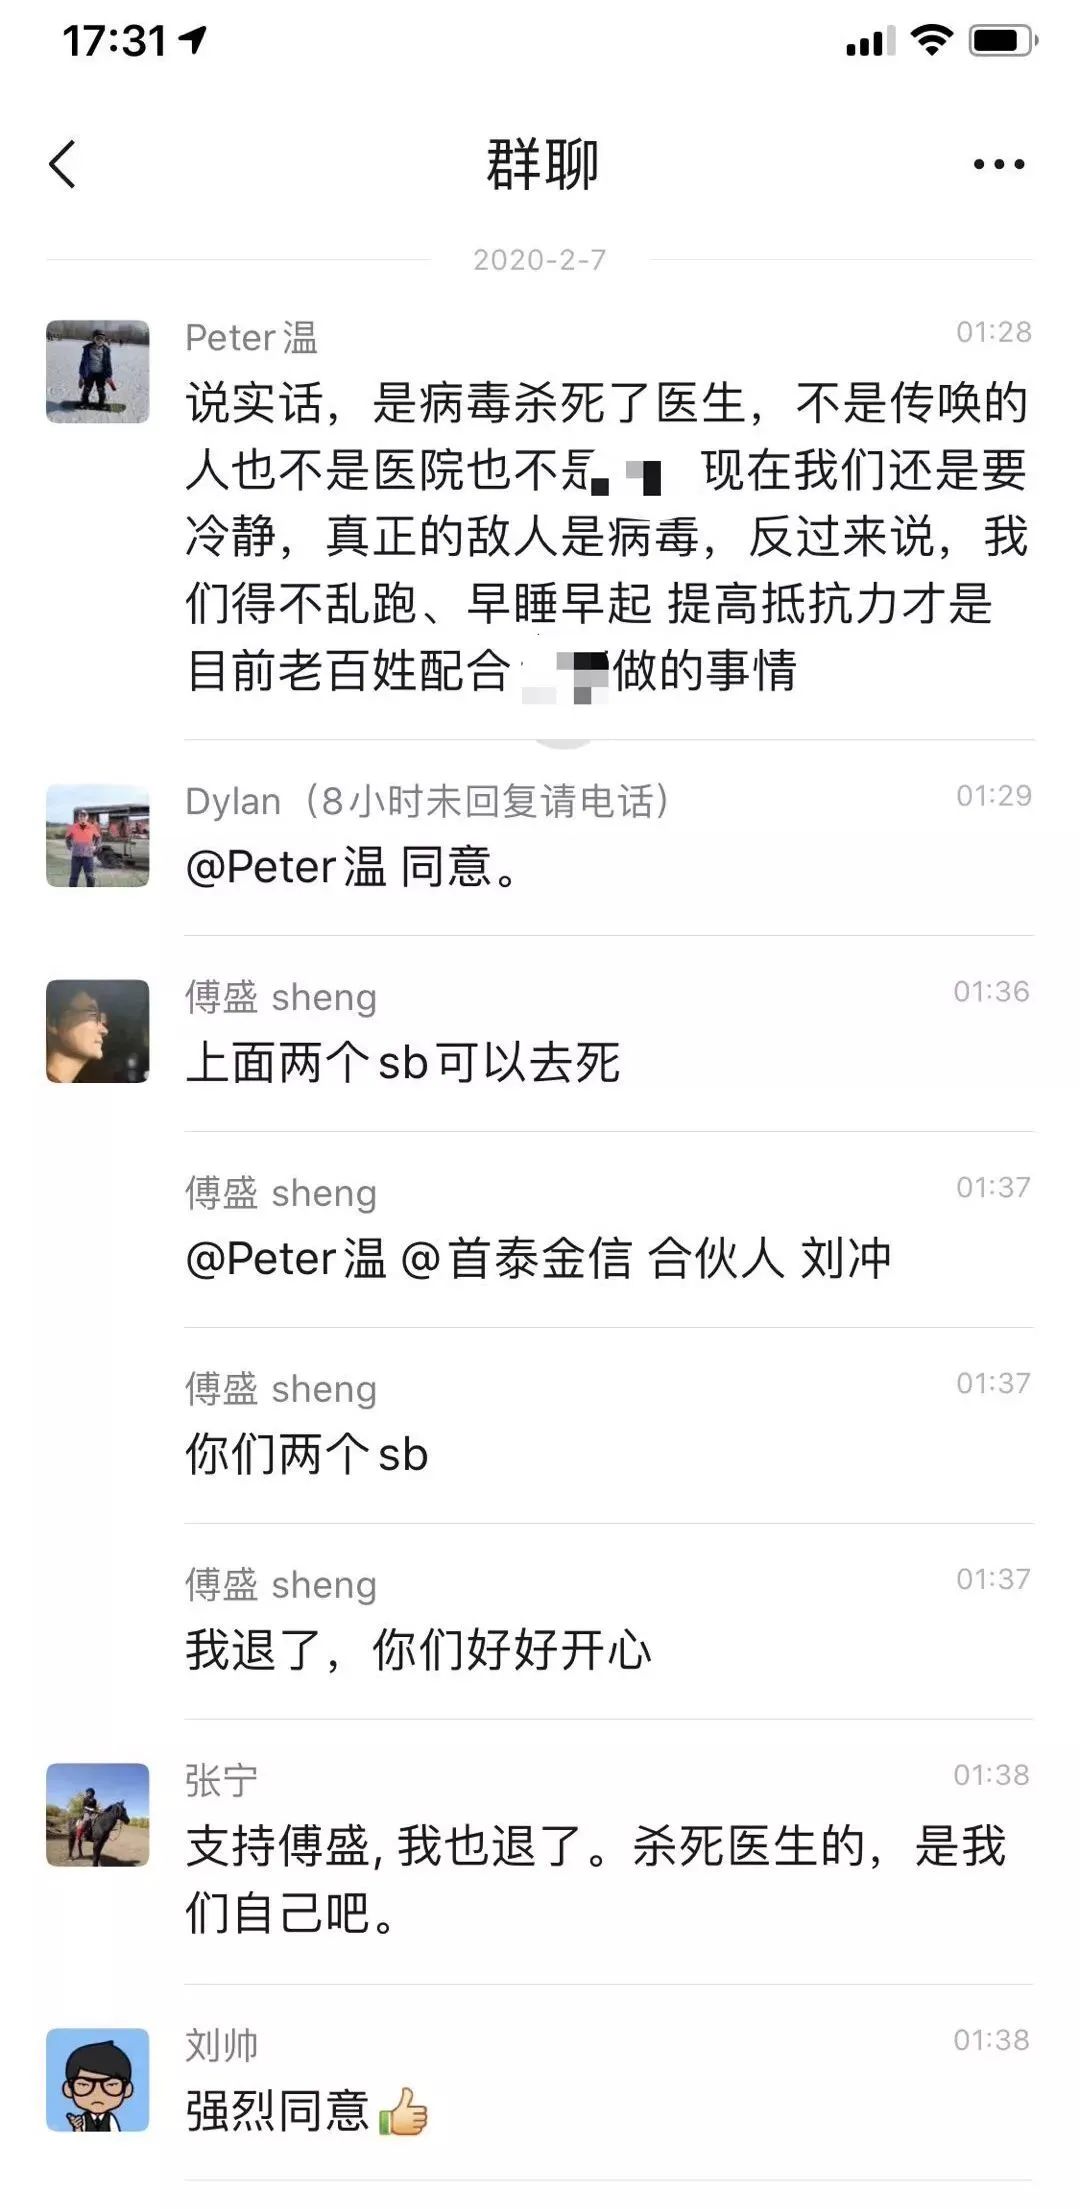 17:31
群聊
2020-2-7
Peter温
01:28
说实话，是病毒杀死了医生，不是传唤的
人也不是医院也不是 现在我们还是要
冷静，真正的敌人是病毒，反过来说，我
们得不乱跑、早睡早起 提高抵抗力才是
目前老百姓配合 做的事情
Dylan（8小时未回复请电话）
01:29
@Peter温 同意。
傅盛 sheng
01:36
上面两个sb可以去死
傅盛 sheng
01:37
@Peter温 @首泰金信 合伙人 刘冲
傅盛 sheng
01:37
你们两个sb
傅盛 sheng
01:37
我退了，你们好好开心
张宁
01:38
支持傅盛, 我也退了。杀死医生的，是我
们自己吧。
刘帅
01:38
强烈同意👍